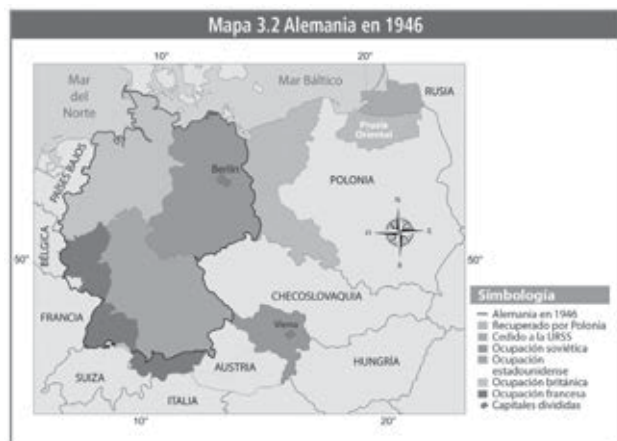 Mapa 3.2 Alemania en 1946
10°
20°
Mar
del
Norte
Mar Báltico
RUSIA
Prusia
Oriental
PAÍSES BAJOS
Berlín
POLONIA
N
BÉLGICA
50°
50°
CHECOSLOVAQUIA
FRANCIA
Viena
AUSTRIA
HUNGRÍA
SUIZA
ITALIA
10°
20°
Simbología
Alemania en 1946
Recuperado por Polonia
Cedido a la URSS
Ocupación soviética
Ocupación
estadounidense
Ocupación británica
Ocupación francesa
Capitales divididas